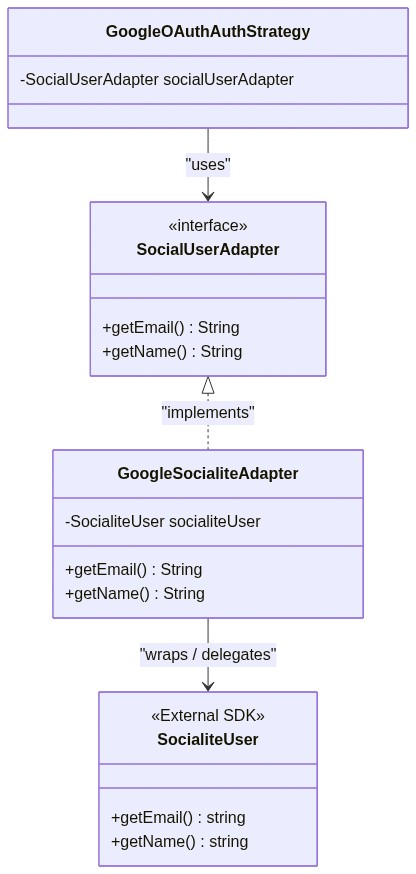 GoogleOAuthAuthStrategy
-SocialUserAdapter socialUserAdapter
"uses"
«interface»
SocialUserAdapter
+getEmail() : String
+getName() : String
"implements"
GoogleSocialiteAdapter
-SocialiteUser socialiteUser
+getEmail() : String
+getName() : String
"wraps / delegates"
«External SDK»
SocialiteUser
+getEmail() : string
+getName() : string